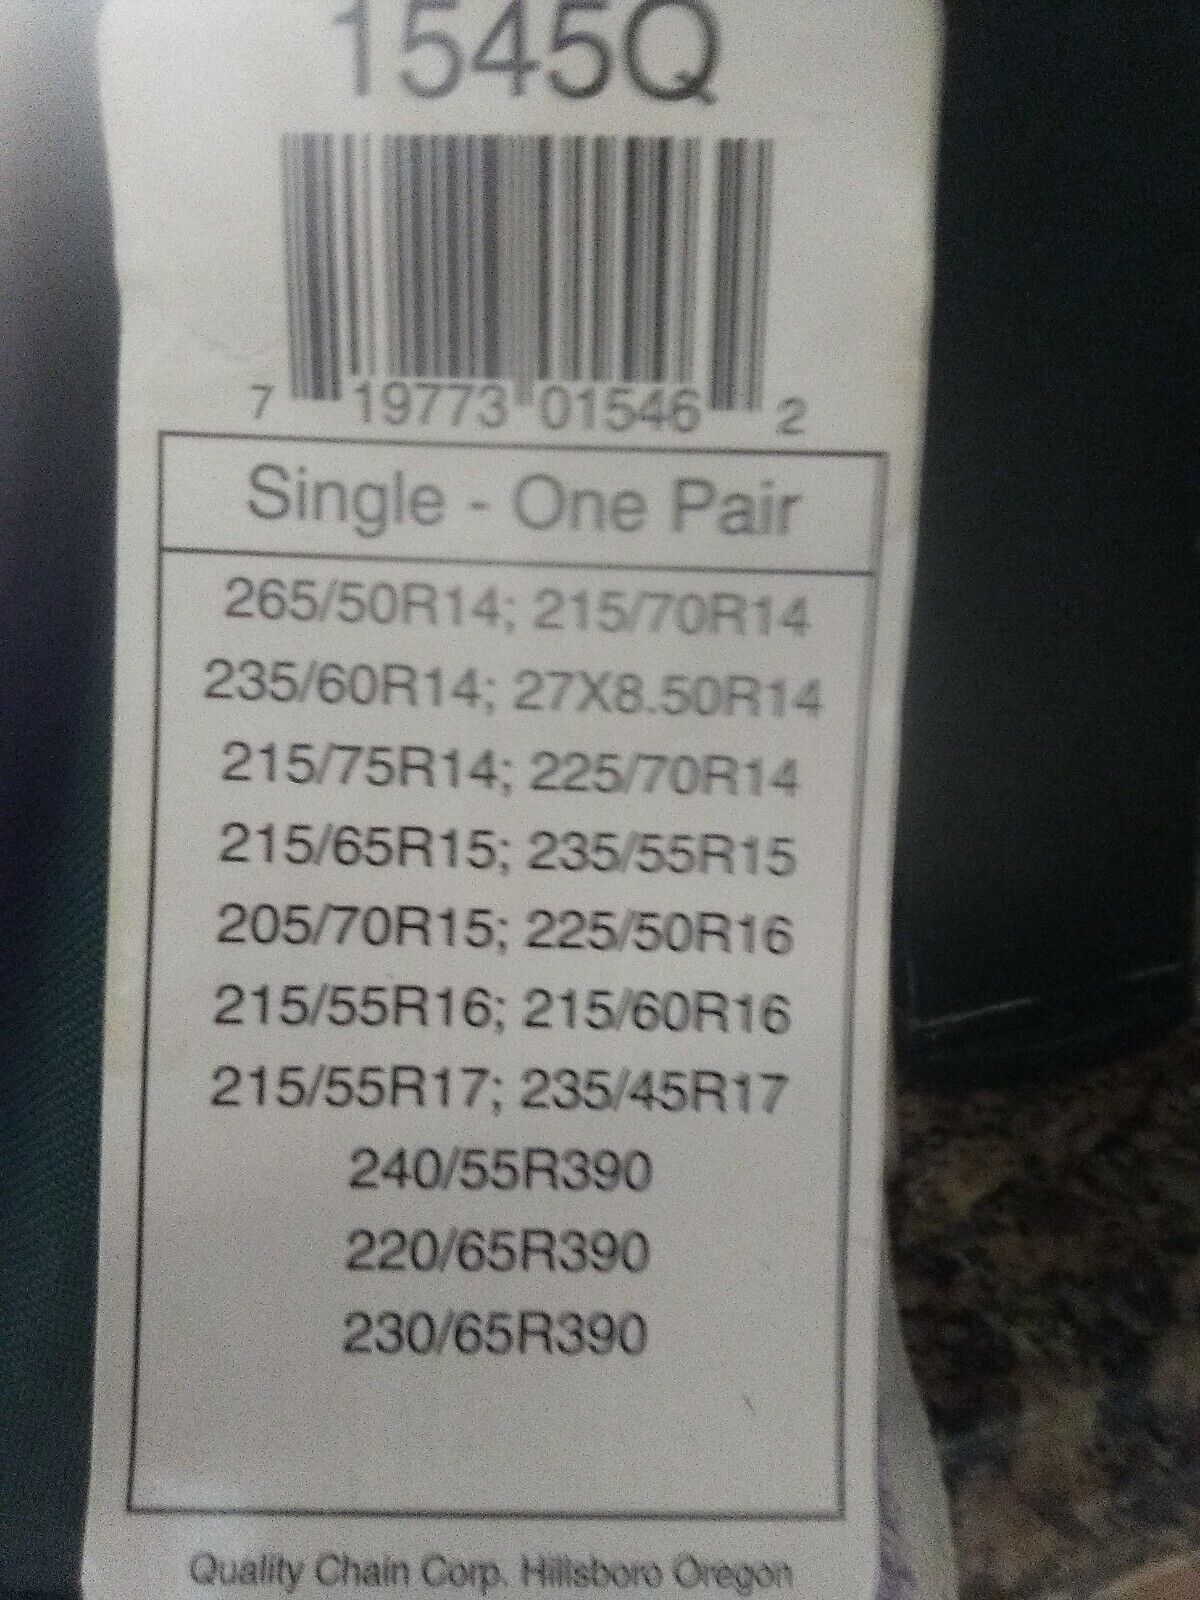 1545Q
7 19773 01546 2
Single - One Pair
265/50R14; 215/70R14
235/60R14; 27X8.50R14
215/75R14; 225/70R14
215/65R15; 235/55R15
205/70R15; 225/50R16
215/55R16; 215/60R16
215/55R17; 235/45R17
240/55R390
220/65R390
230/65R390
Quality Chain Corp. Hillsboro Oregon